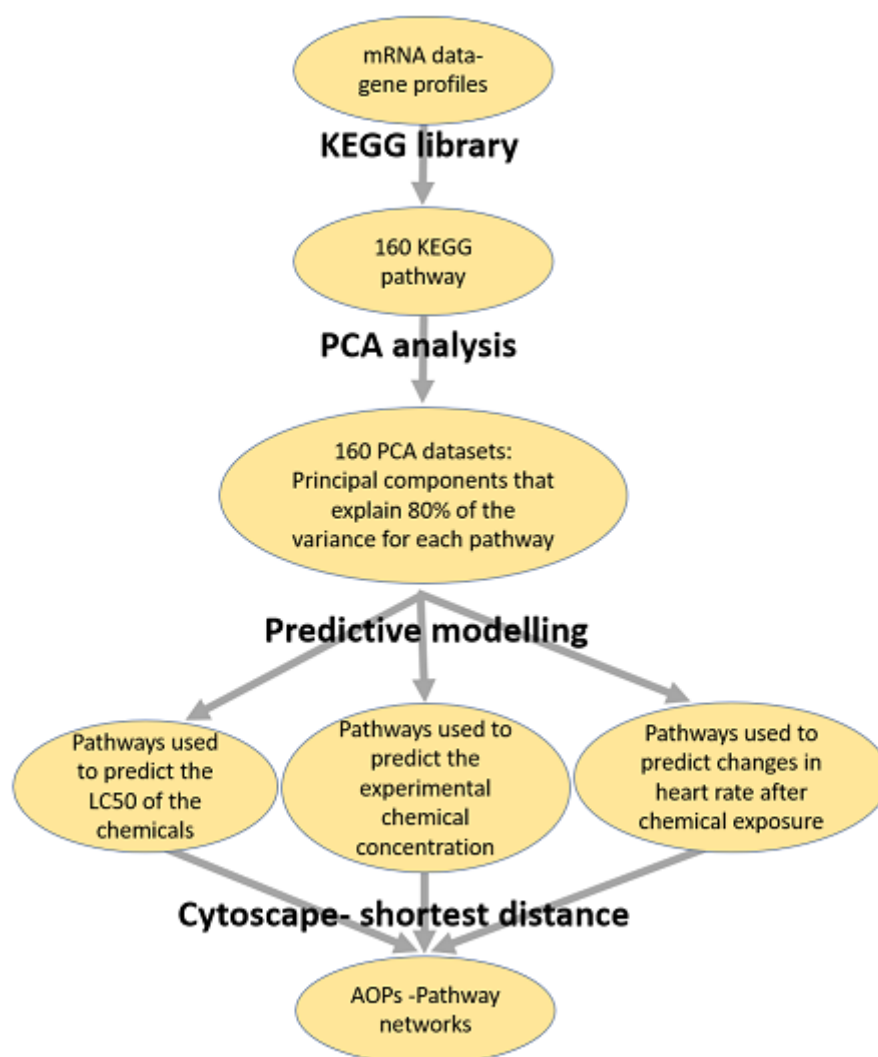 mRNA data-
gene profiles
KEGG library
160 KEGG
pathway
PCA analysis
160 PCA datasets:
Principal components that
explain 80% of the
variance for each pathway
Predictive modelling
Pathways used
to predict the
LC50 of the
chemicals
Pathways used to
predict the
experimental
chemical
concentration
Pathways used to
predict changes in
heart rate after
chemical exposure
Cytoscape- shortest distance
AOPs -Pathway
networks